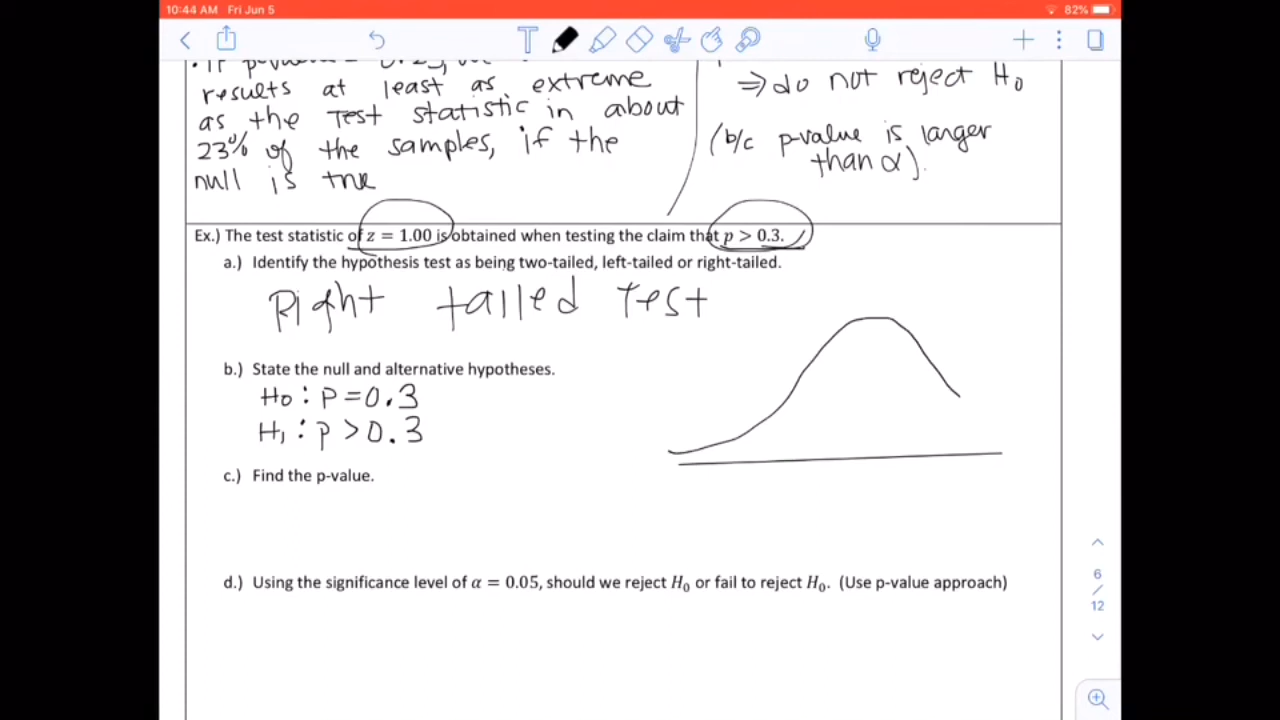 10:44 AM Fri Jun 5
82%
results at least as extreme
as the Test statistic in about
23% of the samples, if the
null is true
⇒ do not reject H₀
(b/c p-value is larger
than α).
Ex.) The test statistic of z = 1.00 is obtained when testing the claim that p > 0.3.
a.) Identify the hypothesis test as being two-tailed, left-tailed or right-tailed.
Right tailed Test
b.) State the null and alternative hypotheses.
H₀ : P = 0.3
H₁ : p > 0.3
c.) Find the p-value.
d.) Using the significance level of α = 0.05, should we reject H₀ or fail to reject H₀. (Use p-value approach)
6
/
12